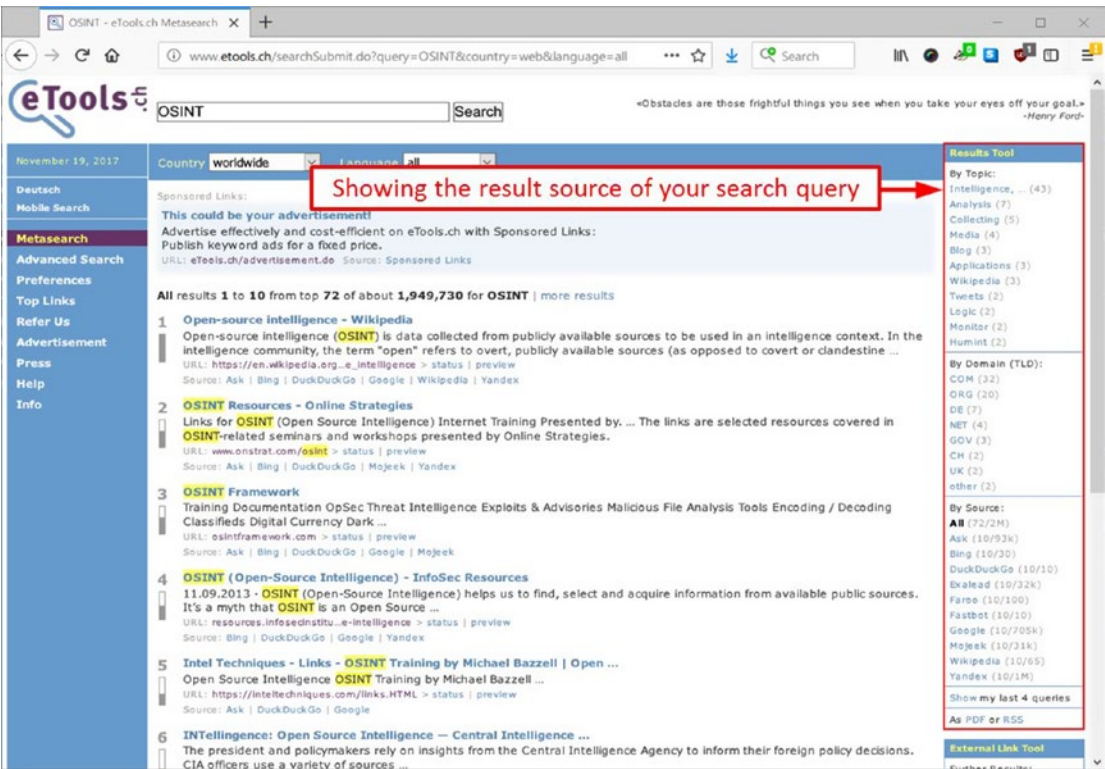 OSINT - eTools.ch Metasearch
www.etools.ch/searchSubmit.do?query=OSINT&country=web&language=all
Search
eTools.ch
OSINT
Search
«Obstacles are those frightful things you see when you take your eyes off your goal.»
-Henry Ford-
November 19, 2017
Deutsch
Mobile Search
Metasearch
Advanced Search
Preferences
Top Links
Refer Us
Advertisement
Press
Help
Info
Country worldwide Language all
Showing the result source of your search query
Sponsored Links:
This could be your advertisement!
Advertise effectively and cost-efficient on eTools.ch with Sponsored Links:
Publish keyword ads for a fixed price.
URL: eTools.ch/advertisement.do Source: Sponsored Links
All results 1 to 10 from top 72 of about 1,949,730 for OSINT | more results
1 Open-source intelligence - Wikipedia
Open-source intelligence (OSINT) is data collected from publicly available sources to be used in an intelligence context. In the
intelligence community, the term "open" refers to overt, publicly available sources (as opposed to covert or clandestine ...
URL: https://en.wikipedia.org…e_intelligence > status | preview
Source: Ask | Bing | DuckDuckGo | Google | Wikipedia | Yandex
2 OSINT Resources - Online Strategies
Links for OSINT (Open Source Intelligence) Internet Training Presented by. ... The links are selected resources covered in
OSINT-related seminars and workshops presented by Online Strategies.
URL: www.onstrat.com/osint > status | preview
Source: Ask | Bing | DuckDuckGo | Mojeek | Yandex
3 OSINT Framework
Training Documentation OpSec Threat Intelligence Exploits & Advisories Malicious File Analysis Tools Encoding / Decoding
Classifieds Digital Currency Dark ...
URL: osintframework.com > status | preview
Source: Ask | Bing | DuckDuckGo | Google | Mojeek
4 OSINT (Open-Source Intelligence) - InfoSec Resources
11.09.2013 - OSINT (Open-Source Intelligence) helps us to find, select and acquire information from available public sources.
It's a myth that OSINT is an Open Source ...
URL: resources.infosecinstitu…e-intelligence > status | preview
Source: Bing | DuckDuckGo | Google | Yandex
5 Intel Techniques - Links - OSINT Training by Michael Bazzell | Open ...
Open Source Intelligence OSINT Training by Michael Bazzell ...
URL: https://inteltechniques.com/links.HTML > status | preview
Source: Ask | DuckDuckGo | Google
6 INTellingence: Open Source Intelligence — Central Intelligence ...
The president and policymakers rely on insights from the Central Intelligence Agency to inform their foreign policy decisions.
CIA officers use a variety of sources ...
Results Tool
By Topic:
Intelligence, ... (43)
Analysis (7)
Collecting (5)
Media (4)
Blog (3)
Applications (3)
Wikipedia (3)
Tweets (2)
Logic (2)
Monitor (2)
Humint (2)
By Domain (TLD):
COM (32)
ORG (20)
DE (7)
NET (4)
GOV (3)
CH (2)
UK (2)
other (2)
By Source:
All (72/2M)
Ask (10/93k)
Bing (10/30)
DuckDuckGo (10/10)
Exalead (10/32k)
Faroo (10/100)
Fastbot (10/10)
Google (10/705k)
Mojeek (10/31k)
Wikipedia (10/65)
Yandex (10/1M)
Show my last 4 queries
As PDF or RSS
External Link Tool
Further Results: